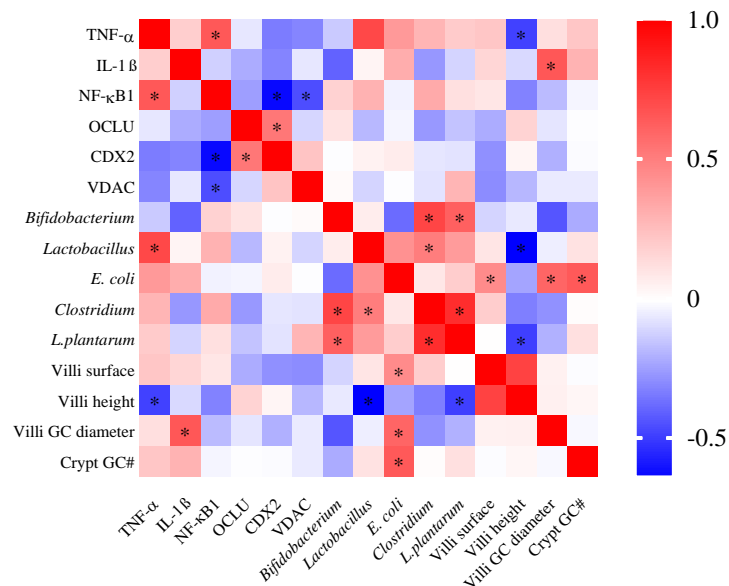 TNF-α
IL-1ß
NF-κB1
OCLU
CDX2
VDAC
Bifidobacterium
Lactobacillus
E. coli
Clostridium
L.plantarum
Villi surface
Villi height
Villi GC diameter
Crypt GC#
* *
*
* * *
*
* *
*
* *
* * *
* * *
* * *
* * *
*
* * *
* *
*
TNF-α
IL-1ß
NF-κB1
OCLU
CDX2
VDAC
Bifidobacterium
Lactobacillus
E. coli
Clostridium
L.plantarum
Villi surface
Villi height
Villi GC diameter
Crypt GC#
1.0
0.5
0
-0.5